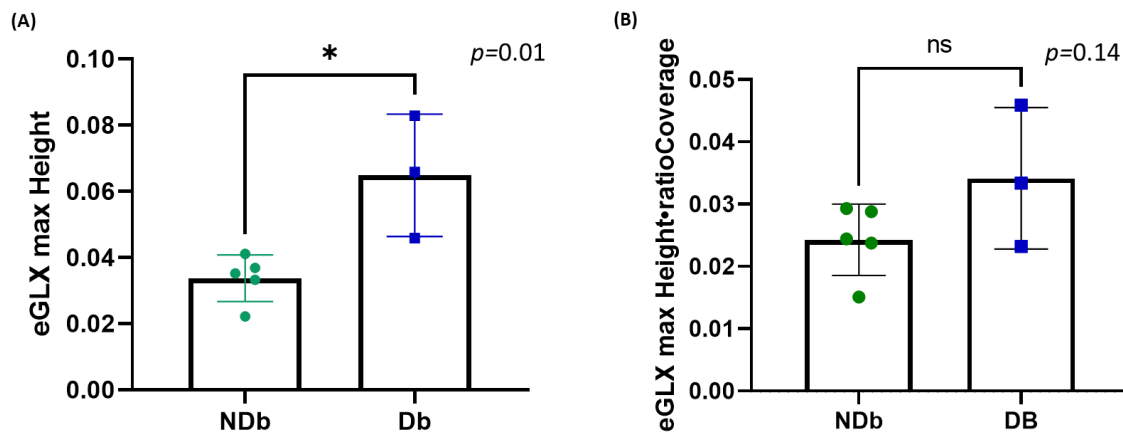 (A)
*
p=0.01
eGLX max Height
0.10
0.08
0.06
0.04
0.02
0.00
NDb
Db
(B)
ns
p=0.14
eGLX max Height•ratioCoverage
0.05
0.04
0.03
0.02
0.01
0.00
NDb
DB